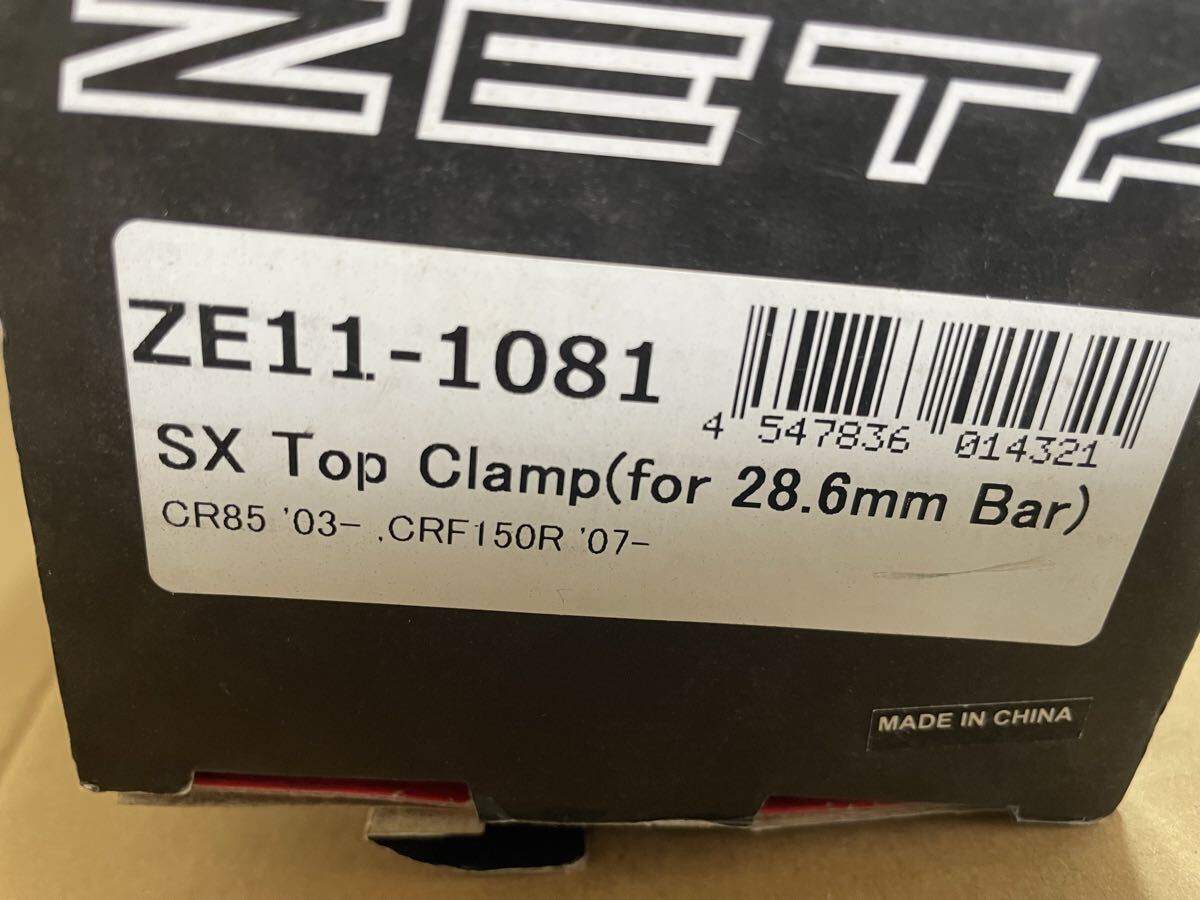 ZETA
ZE11-1081
4 547836 014321
SX Top Clamp(for 28.6mm Bar)
CR85 '03- ,CRF150R '07-
MADE IN CHINA